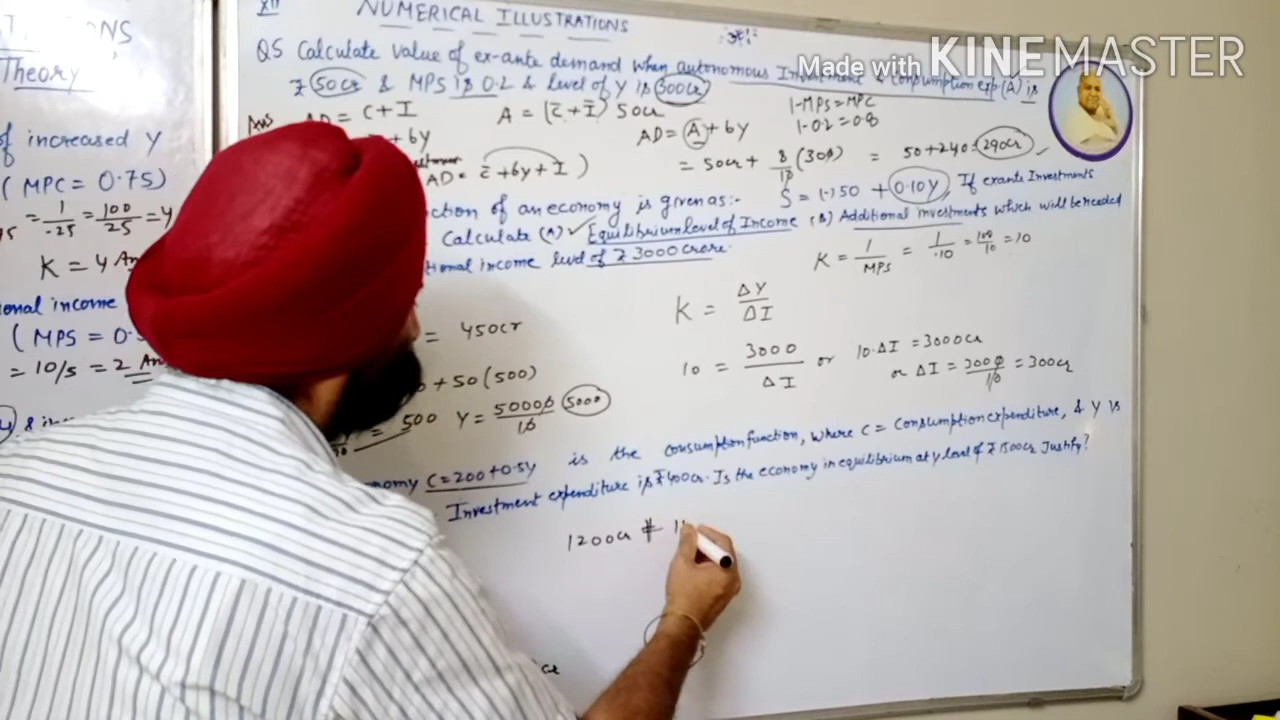 XII NUMERICAL ILLUSTRATIONS
Made with KINEMASTER
Theory
of increased Y
( MPC = 0.75)
= 1/.25 = 100/25 = 4
K = 4 Ans
onal income
(MPS = 0.
= 10/5 = 2 Ans
Q5 Calculate value of ex-ante demand when autonomous Investment & Consumption exp (A) is
₹ 50cr & MPS is 0.2 & level of Y is 300cr
Ans AD = C + I
+ bY
AD = c̅ + bY + I )
A = (c̅ + I̅) 50cr
AD = A + bY
1-MPS = MPC
1-0.2 = 0.8
= 50cr + 8/10 (300) = 50 + 240 = 290cr
ction of an economy is given as:- S = (-)50 + 0.10Y, If exante Investments
Calculate (A) Equilibrium level of Income (B) Additional investments which will be needed
tional income level of ₹ 3000 crore.
K = 1/MPS = 1/.10 = 100/10 = 10
K = ΔY/ΔI
= 450cr
10 = 3000/ΔI or 10.ΔI = 3000cr
or ΔI = 3000/10 = 300cr
+ 50 (500)
= 500 Y = 50000/10 5000
onomy C = 200 + 0.5Y is the consumption function, where C = Consumption expenditure, & Y is
Investment expenditure is ₹400cr. Is the economy in equilibrium at Y level of ₹ 1500cr Justify?
1200cr ≠ 1
cr